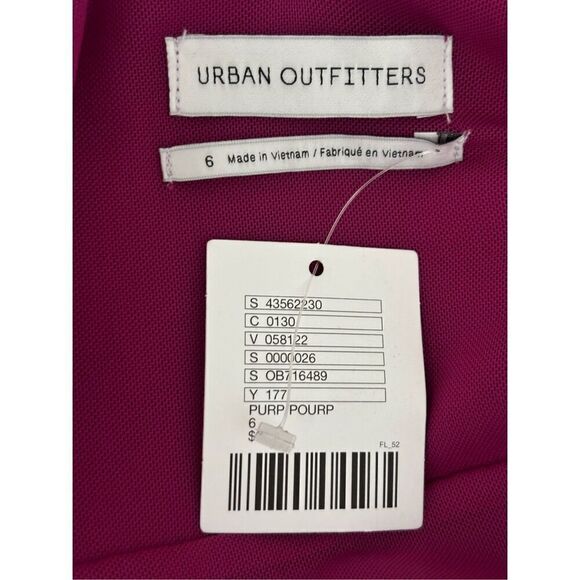 URBAN OUTFITTERS
6 Made in Vietnam / Fabriqué en Vietnam
S 43562230
C 0130
V 058122
S 0000026
S OB716489
Y 177
PURP POURP
6
$
FL_52